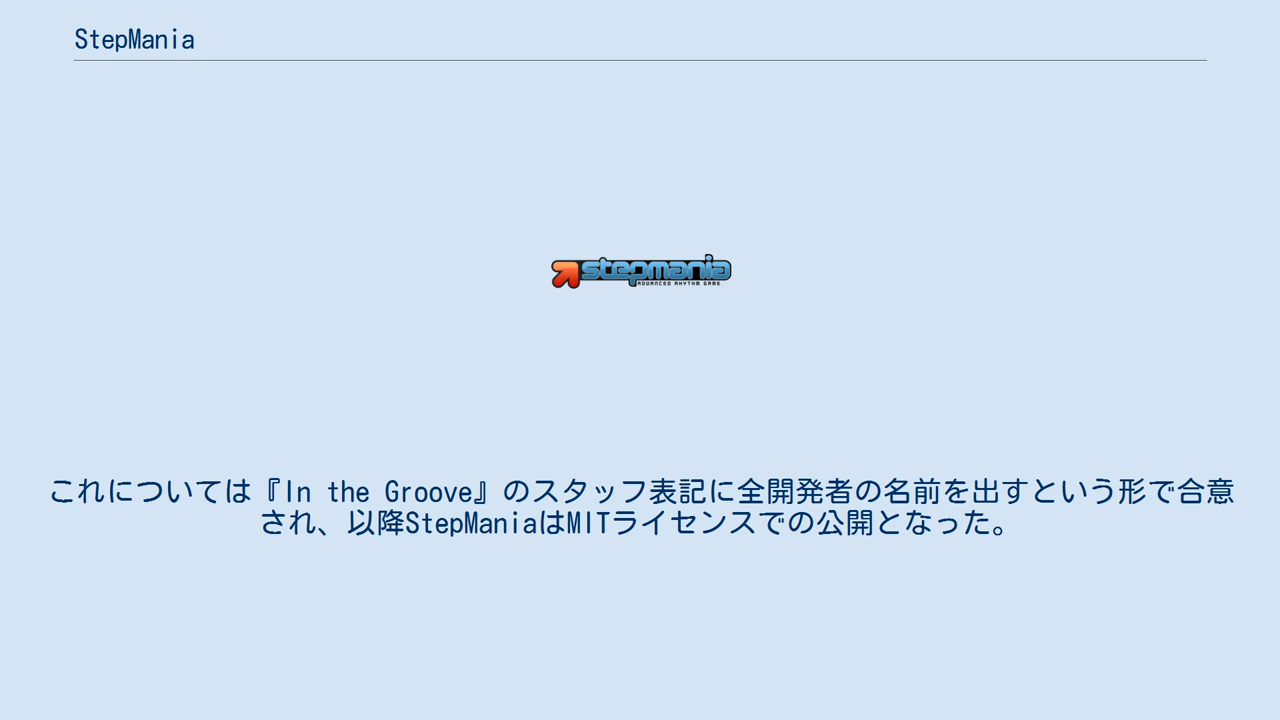 StepMania
stepmania
ADVANCED RHYTHM GAME
これについては『In the Groove』のスタッフ表記に全開発者の名前を出すという形で合意
され、以降StepManiaはMITライセンスでの公開となった。